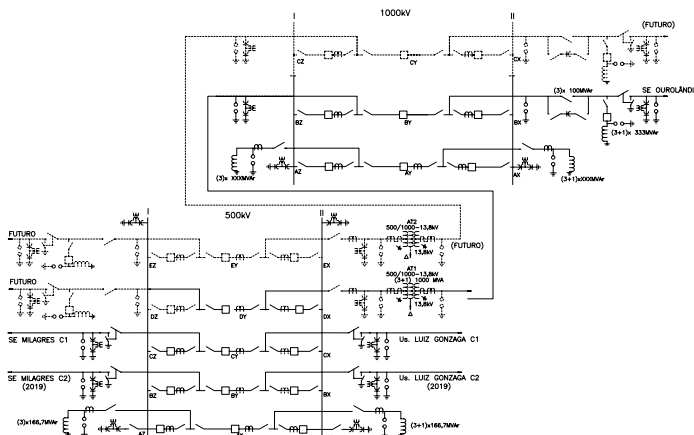 I 1000kV II
(FUTURO)
CZ CY CX
(3)x 100MVAr SE OUROLÂNDI
(3+1)x 333MVAr
BZ BY BX
(3)x XXXMVAr AZ AY AX (3+1)xXXXMVAr
I 500kV II
FUTURO
AT2
500/1000-13,8kV
(FUTURO)
13,8kV
EZ EY EX
AT1
500/1000-13,8kV
(3+1) 1000 MVA
13,8kV
FUTURO
DZ DY DX
SE MILAGRES C1 Us. LUIZ GONZAGA C1
CZ CY CX
SE MILAGRES C2) Us. LUIZ GONZAGA C2
(2019) (2019)
BZ BY BX
(3)x166,7MVAr (3+1)x166,7MVAr
AZ